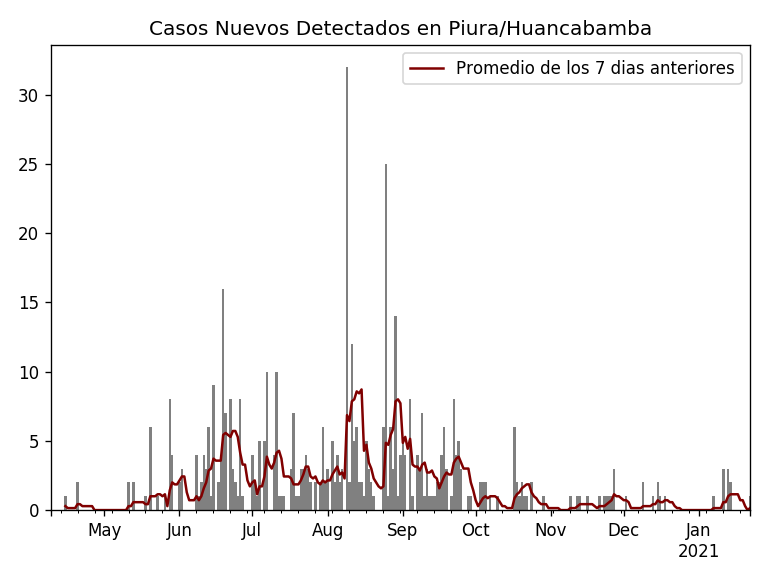 Casos Nuevos Detectados en Piura/Huancabamba
Promedio de los 7 dias anteriores
30
25
20
15
10
5
0
May Jun Jul Aug Sep Oct Nov Dec Jan
2021